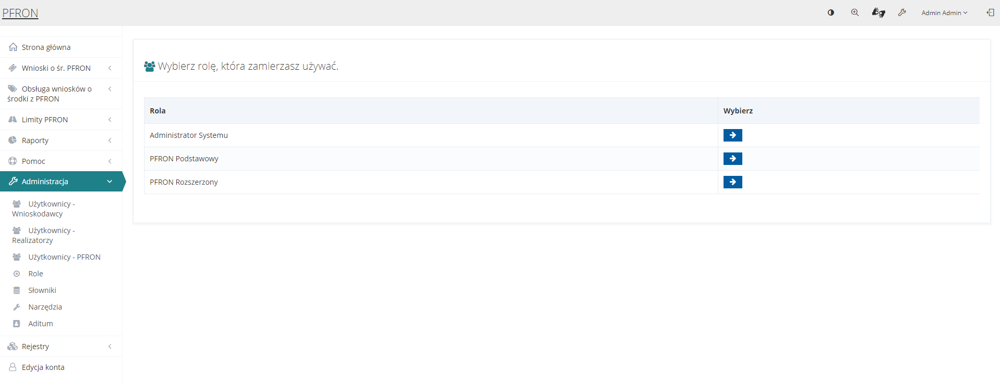 PFRON
Admin Admin
Strona główna
Wnioski o śr. PFRON
Obsługa wniosków o
środki z PFRON
Limity PFRON
Raporty
Pomoc
Administracja
Użytkownicy -
Wnioskodawcy
Użytkownicy -
Realizatorzy
Użytkownicy - PFRON
Role
Słowniki
Narzędzia
Aditum
Rejestry
Edycja konta
Wybierz rolę, która zamierzasz używać.
Rola Wybierz
Administrator Systemu
PFRON Podstawowy
PFRON Rozszerzony